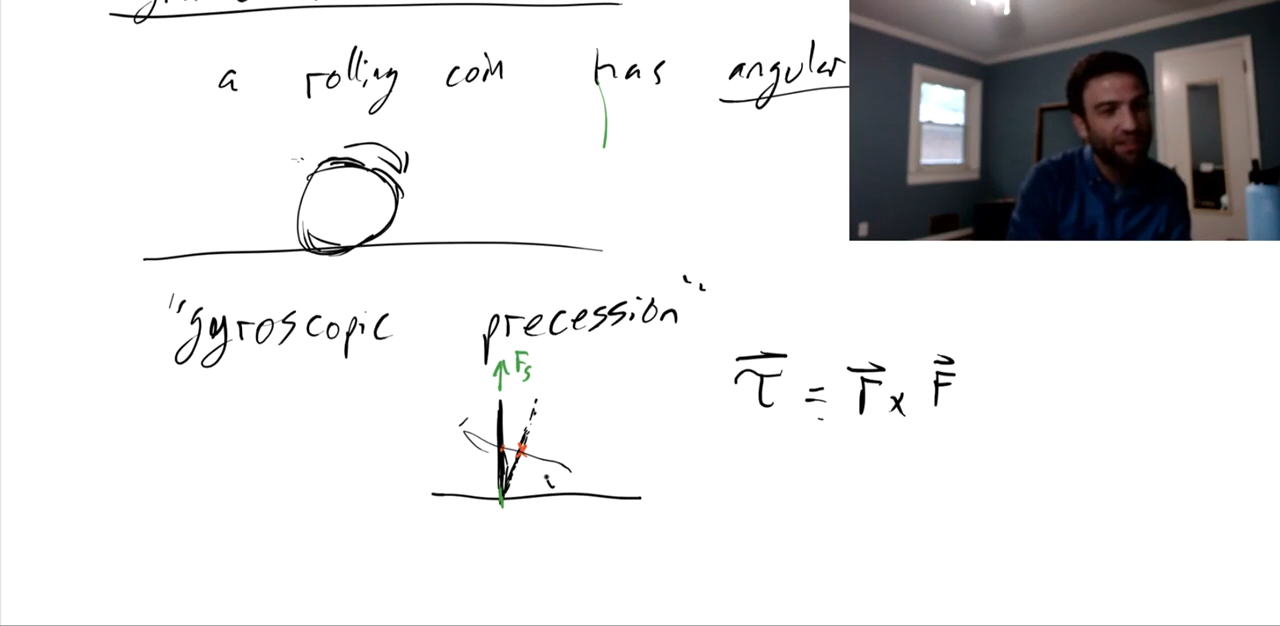 a rolling coin has angular
"gyroscopic precession"
Fs
τ = r x F